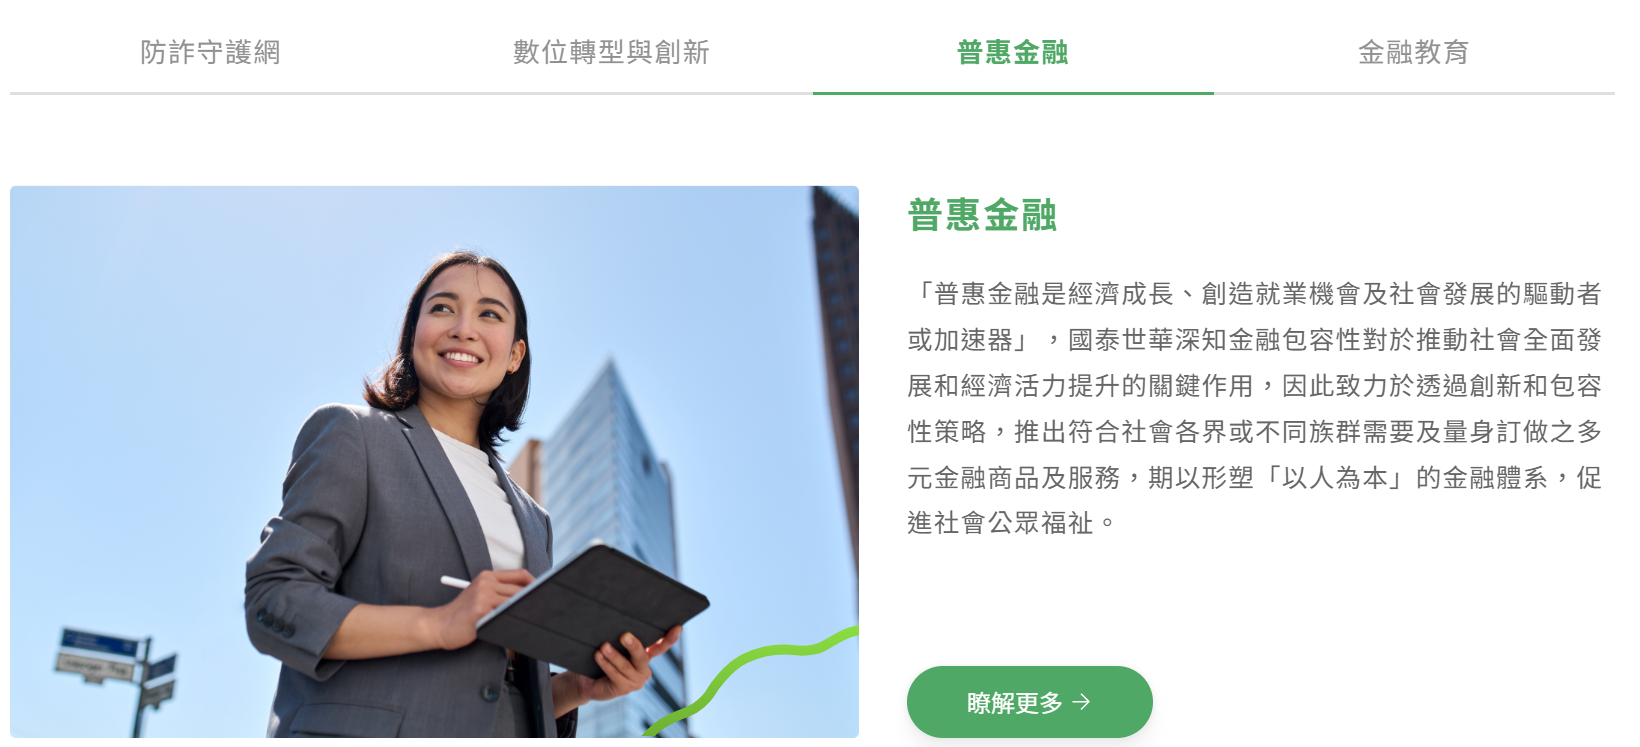 防詐守護網
數位轉型與創新
普惠金融
金融教育
普惠金融
「普惠金融是經濟成長、創造就業機會及社會發展的驅動者
或加速器」，國泰世華深知金融包容性對於推動社會全面發
展和經濟活力提升的關鍵作用，因此致力於透過創新和包容
性策略，推出符合社會各界或不同族群需要及量身訂做之多
元金融商品及服務，期以形塑「以人為本」的金融體系，促
進社會公眾福祉。
瞭解更多 →